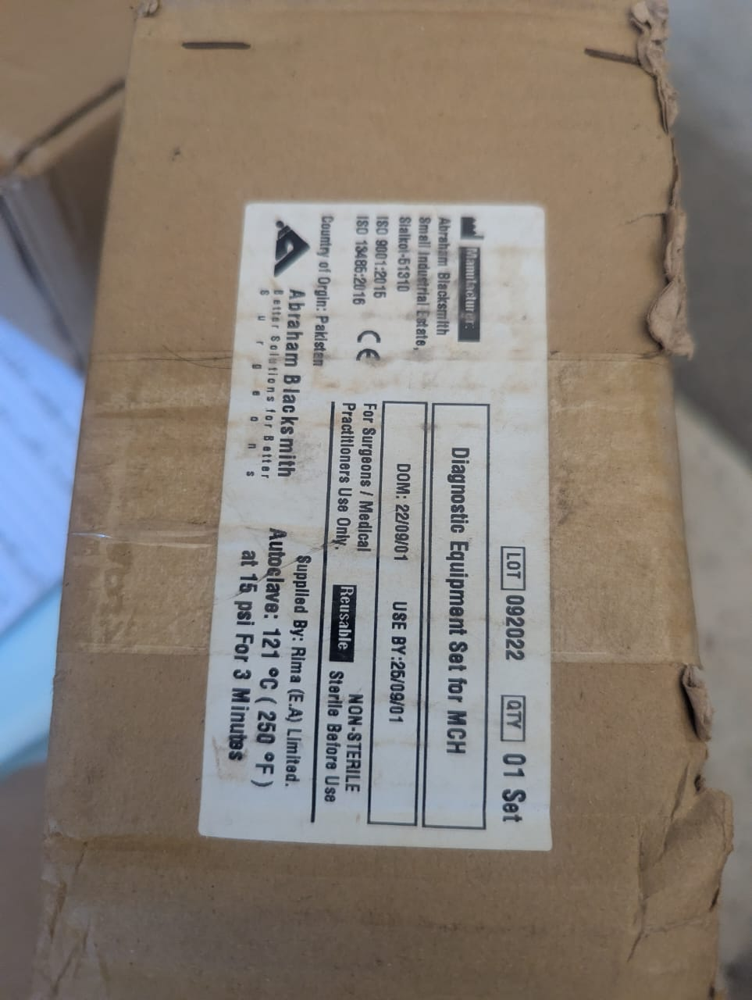 LOT 092022 QTY 01 Set
Manufacturer:
Abraham Blacksmith
Small Industrial Estate,
Sialkot-51310
ISO 9001:2015
ISO 13485:2016
CE
Country of Orgin: Pakistan
Diagnostic Equipment Set for MCH
DOM: 22/09/01 USE BY:25/09/01
For Surgeons / Medical
Practitioners Use Only.
Reusable
NON-STERILE
Sterile Before Use
Abraham Blacksmith
Better Solutions for Better
Surgeons
Supplied By: Rima (E.A) Limited.
Autoclave: 121 °C ( 250 °F )
at 15 psi For 3 Minutes